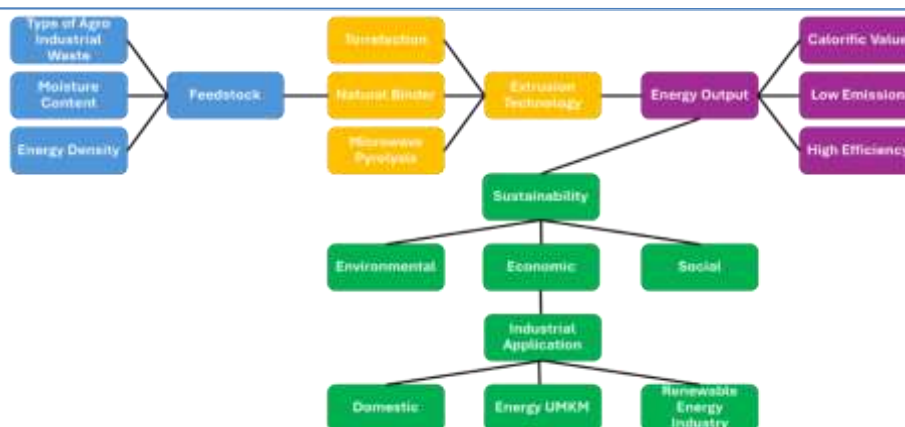 Type of Agro
Industrial
Waste
Moisture
Content
Energy Density
Feedstock
Torrefaction
Natural Binder
Microwave
Pyrolysis
Extrusion
Technology
Energy Output
Calorific Value
Low Emission
High Efficiency
Sustainability
Environmental
Economic
Social
Industrial
Application
Domestic
Energy UMKM
Renewable
Energy
Industry